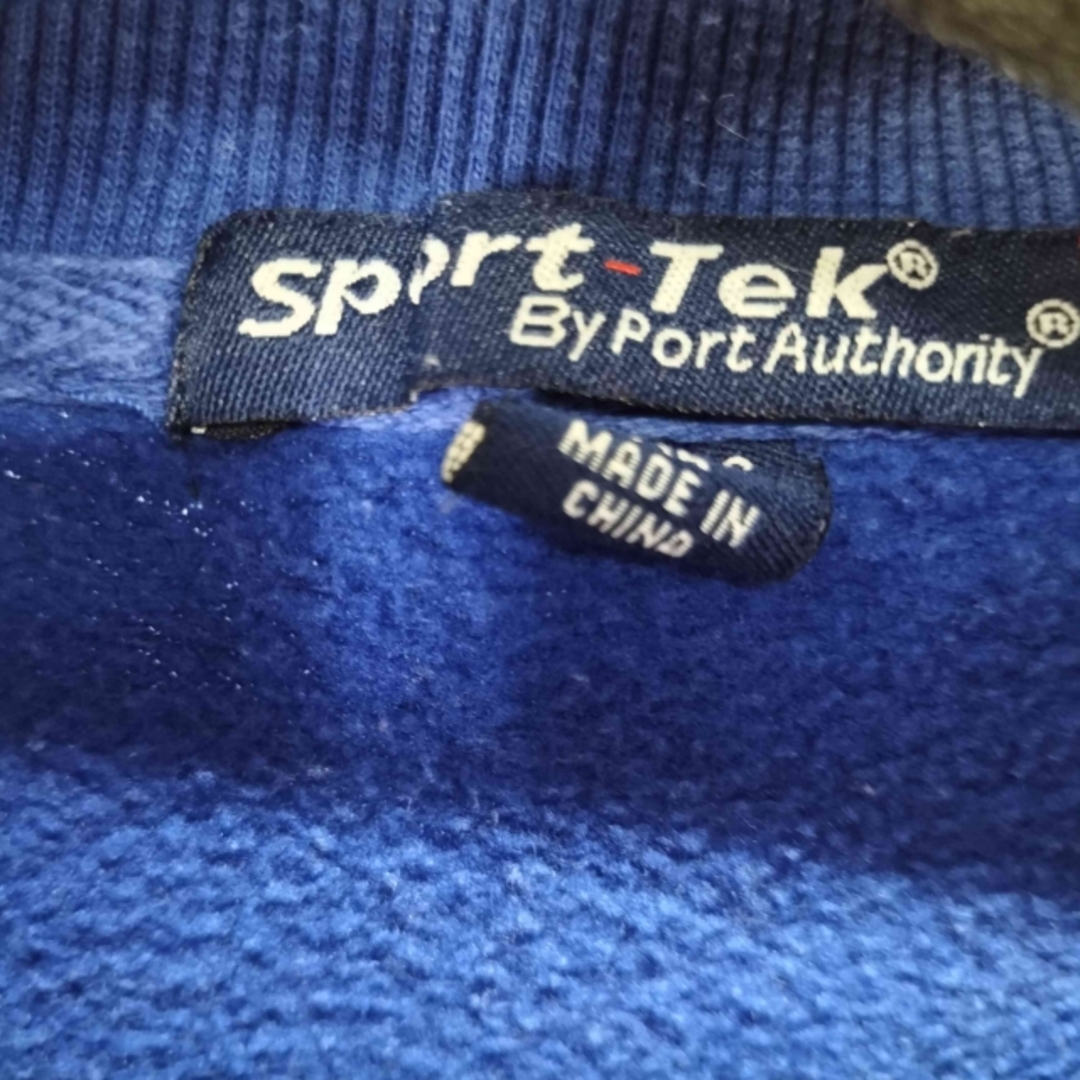 Sport-Tek®
By Port Authority®
MADE IN
CHINA